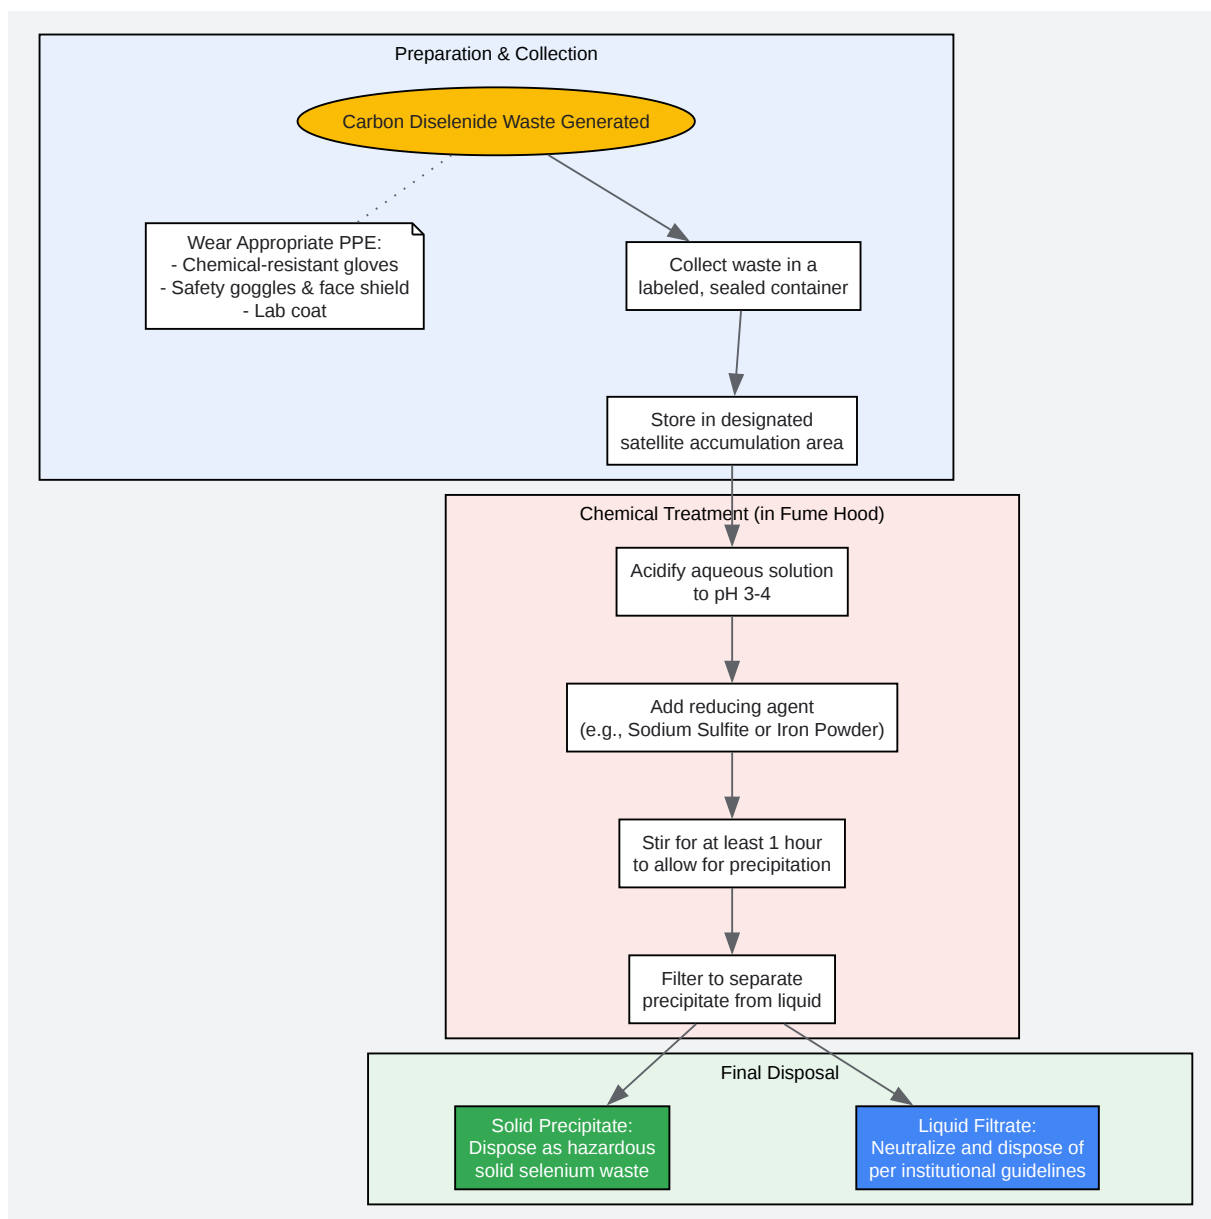 Preparation & Collection
Carbon Diselenide Waste Generated
Wear Appropriate PPE:
- Chemical-resistant gloves
- Safety goggles & face shield
- Lab coat
Collect waste in a
labeled, sealed container
Store in designated
satellite accumulation area
Chemical Treatment (in Fume Hood)
Acidify aqueous solution
to pH 3-4
Add reducing agent
(e.g., Sodium Sulfite or Iron Powder)
Stir for at least 1 hour
to allow for precipitation
Filter to separate
precipitate from liquid
Final Disposal
Solid Precipitate:
Dispose as hazardous
solid selenium waste
Liquid Filtrate:
Neutralize and dispose of
per institutional guidelines